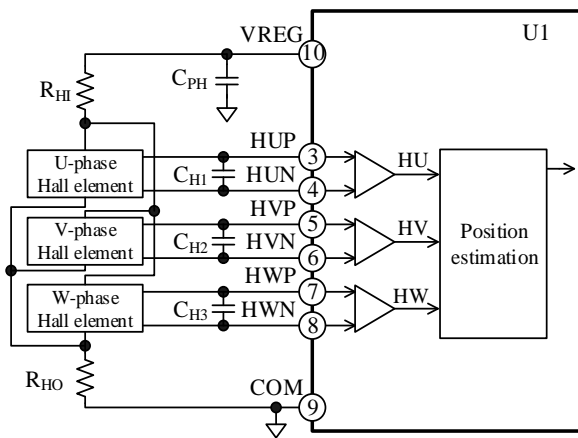 VREG
U1
10
R_HI
C_PH
U-phase
Hall element
HUP
3
C_H1
HUN
4
HU
V-phase
Hall element
HVP
5
C_H2
HVN
6
HV
Position
estimation
W-phase
Hall element
HWP
7
C_H3
HWN
8
HW
R_HO
COM
9